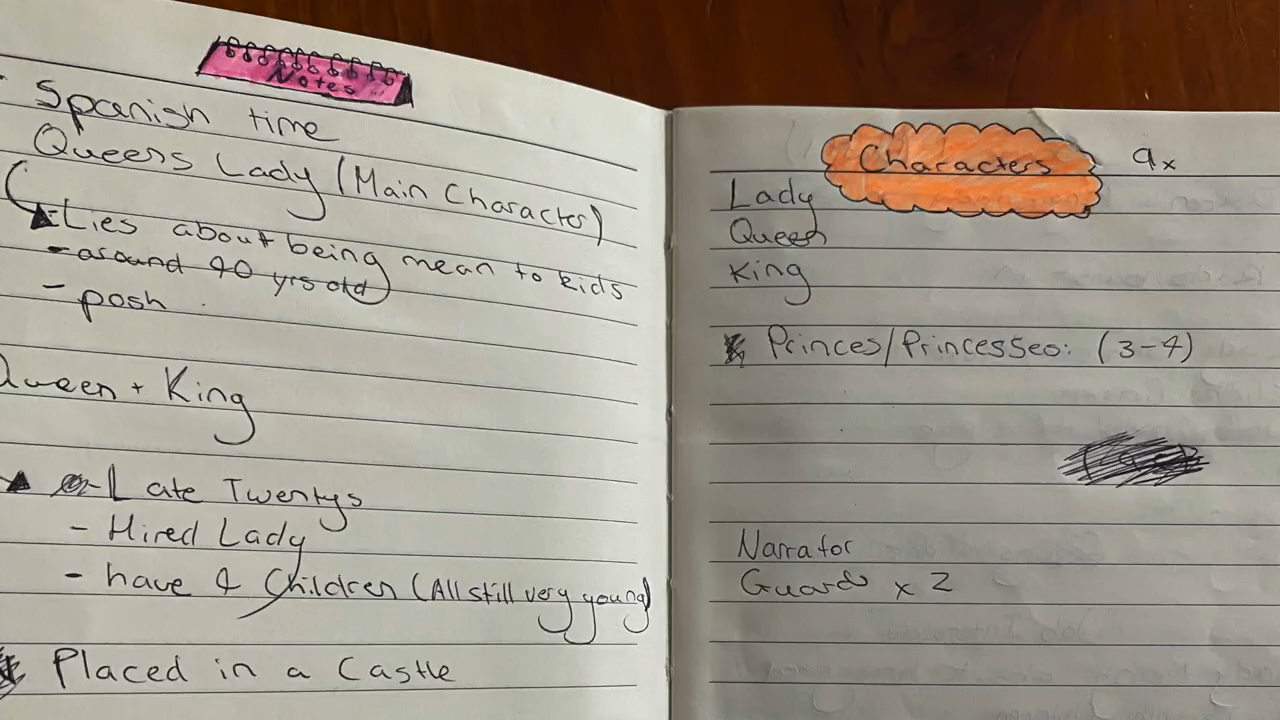 Notes
Spanish time
Queens Lady (Main Character)
- Lies about being mean to kids
- around 40 yrs old
- posh
Queen + King
- Late Twentys
- Hired Lady
- have 4 Children (All still very young)
Placed in a Castle
Characters 9x
Lady
Queen
King
Princes/Princesses: (3-4)
Narrator
Guards x 2